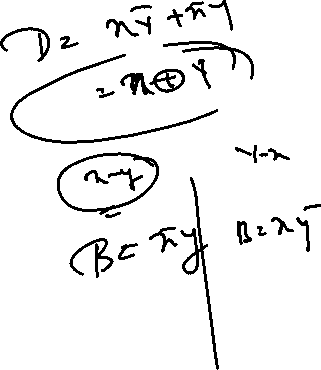 D = xȳ + x̄y
= x ⊕ y
x-y
y-x
B = x̄y
B = xȳ